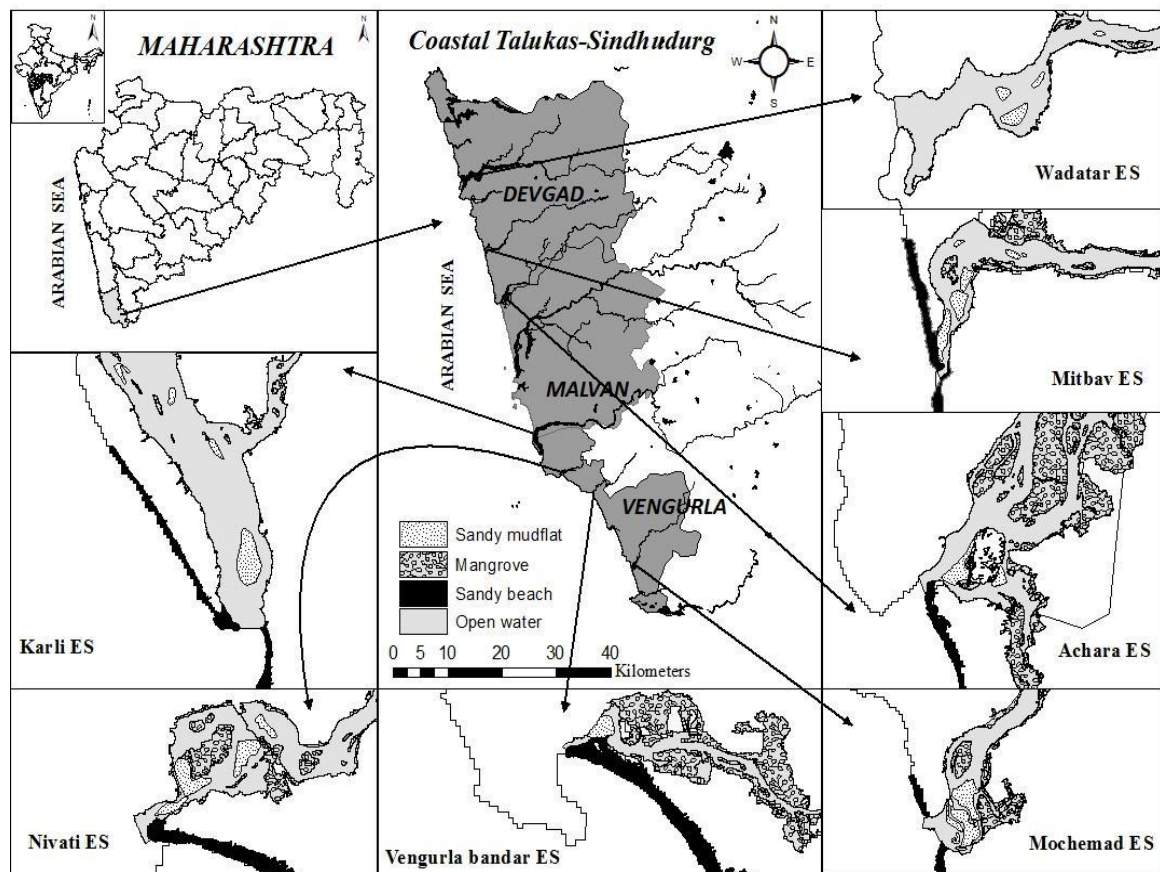 N
MAHARASHTRA
N
ARABIAN SEA
Coastal Talukas-Sindhudurg
N
W
E
S
DEVGAD
ARABIAN SEA
MALVAN
VENGURLA
Sandy mudflat
Mangrove
Sandy beach
Open water
0 5 10 20 30 40
Kilometers
Wadatar ES
Mitbav ES
Achara ES
Karli ES
Nivati ES
Vengurla bandar ES
Mochemad ES